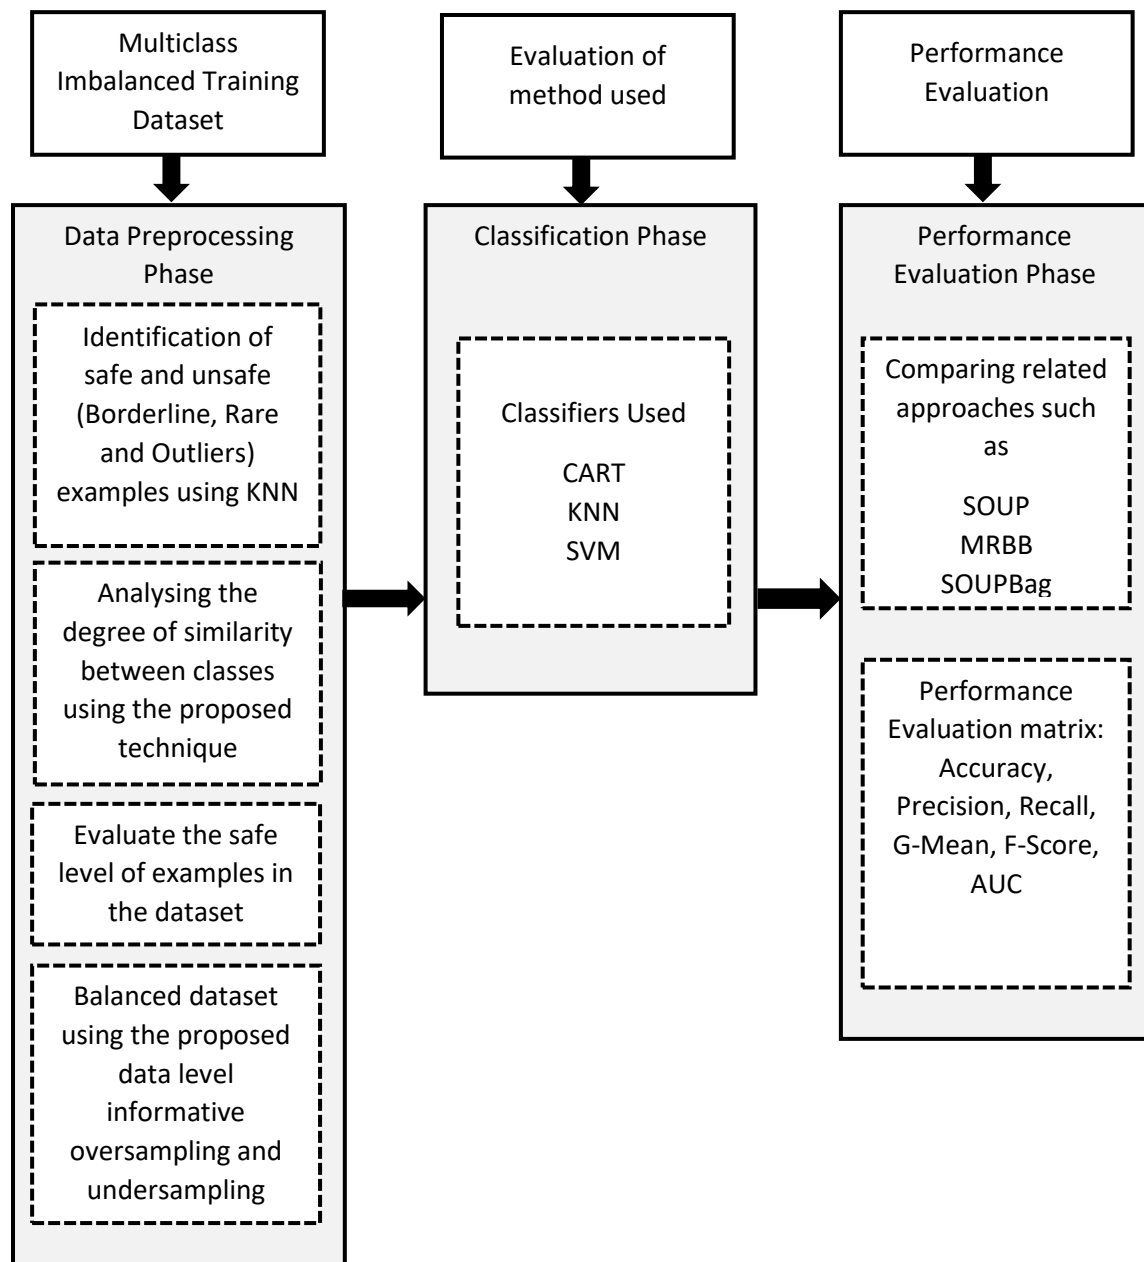 Multiclass
Imbalanced Training
Dataset
Evaluation of
method used
Performance
Evaluation
Data Preprocessing
Phase
Identification of
safe and unsafe
(Borderline, Rare
and Outliers)
examples using KNN
Analysing the
degree of similarity
between classes
using the proposed
technique
Evaluate the safe
level of examples in
the dataset
Balanced dataset
using the proposed
data level
informative
oversampling and
undersampling
Classification Phase
Classifiers Used
CART
KNN
SVM
Performance
Evaluation Phase
Comparing related
approaches such
as
SOUP
MRBB
SOUPBag
Performance
Evaluation matrix:
Accuracy,
Precision, Recall,
G-Mean, F-Score,
AUC